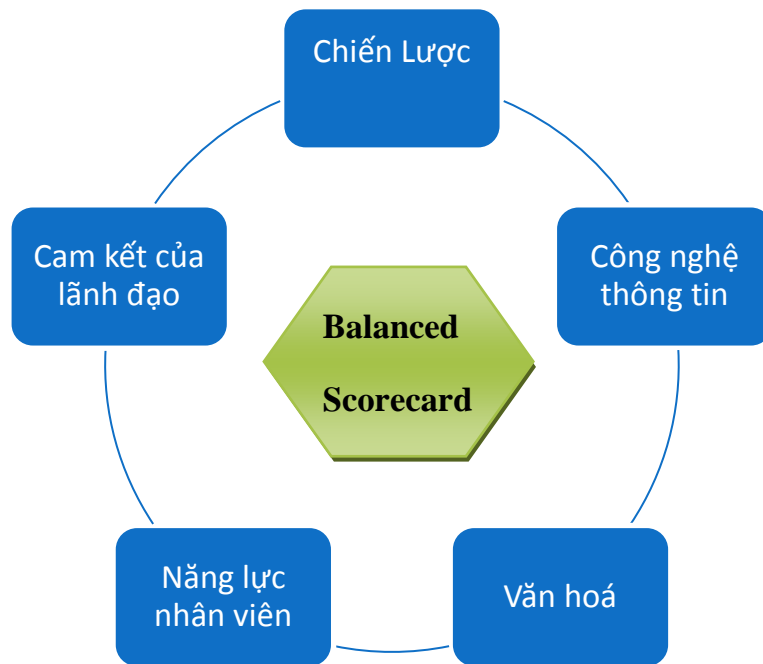 Chiến Lược
Cam kết của
lãnh đạo
Công nghệ
thông tin
Balanced
Scorecard
Năng lực
nhân viên
Văn hoá